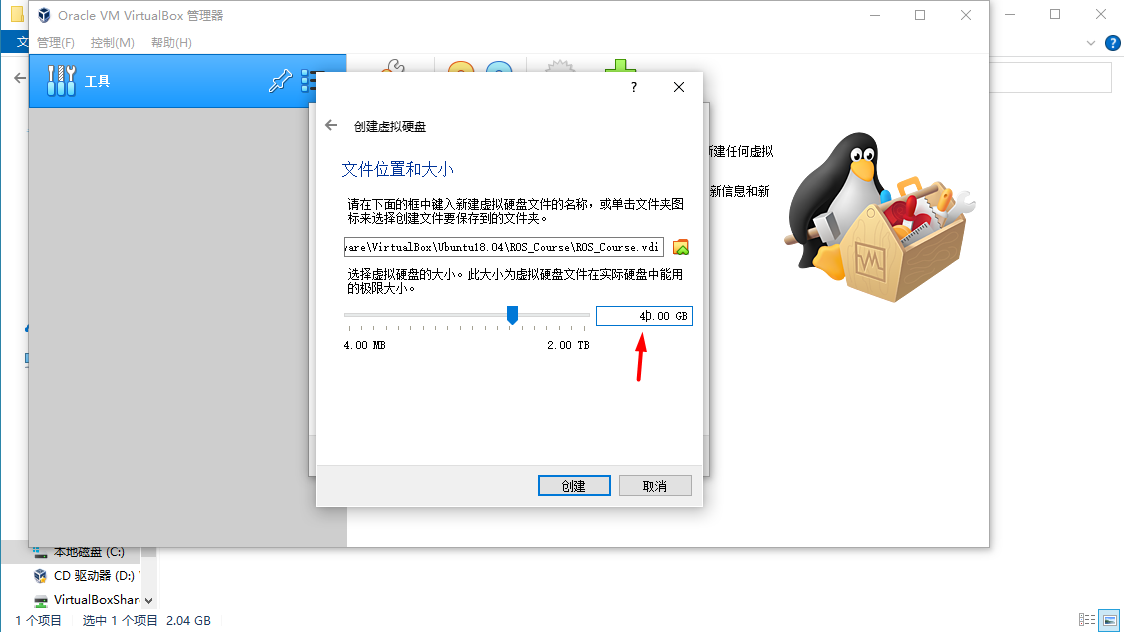 Oracle VM VirtualBox 管理器
文
管理(F) 控制(M) 帮助(H)
?
工具
?
创建虚拟硬盘
文件位置和大小
新建任何虚拟
请在下面的框中键入新建虚拟硬盘文件的名称，或单击文件夹图
标来选择创建文件要保存到的文件夹。
新信息和新
ware\VirtualBox\Ubuntu18.04\ROS_Course\ROS_Course.vdi
选择虚拟硬盘的大小。此大小为虚拟硬盘文件在实际硬盘中能用
的极限大小。
40.00 GB
4.00 MB 2.00 TB
创建 取消
本地磁盘 (C:)
CD 驱动器 (D:)
VirtualBoxShar
1 个项目 选中 1 个项目 2.04 GB